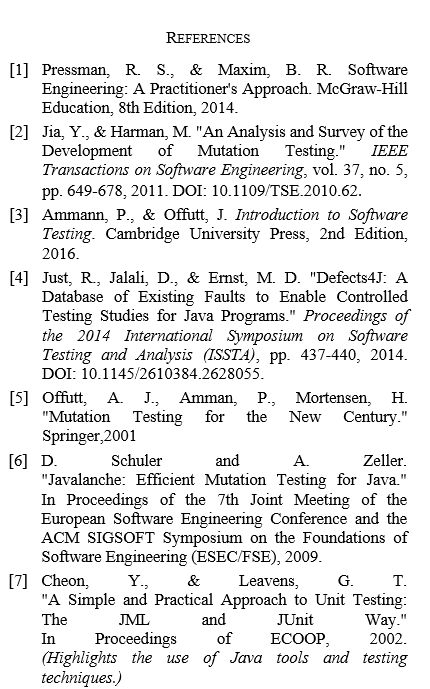 REFERENCES
[1] Pressman, R. S., & Maxim, B. R. Software
Engineering: A Practitioner's Approach. McGraw-Hill
Education, 8th Edition, 2014.
[2] Jia, Y., & Harman, M. "An Analysis and Survey of the
Development of Mutation Testing." IEEE
Transactions on Software Engineering, vol. 37, no. 5,
pp. 649-678, 2011. DOI: 10.1109/TSE.2010.62.
[3] Ammann, P., & Offutt, J. Introduction to Software
Testing. Cambridge University Press, 2nd Edition,
2016.
[4] Just, R., Jalali, D., & Ernst, M. D. "Defects4J: A
Database of Existing Faults to Enable Controlled
Testing Studies for Java Programs." Proceedings of
the 2014 International Symposium on Software
Testing and Analysis (ISSTA), pp. 437-440, 2014.
DOI: 10.1145/2610384.2628055.
[5] Offutt, A. J., Amman, P., Mortensen, H.
"Mutation Testing for the New Century."
Springer,2001
[6] D. Schuler and A. Zeller.
"Javalanche: Efficient Mutation Testing for Java."
In Proceedings of the 7th Joint Meeting of the
European Software Engineering Conference and the
ACM SIGSOFT Symposium on the Foundations of
Software Engineering (ESEC/FSE), 2009.
[7] Cheon, Y., & Leavens, G. T.
"A Simple and Practical Approach to Unit Testing:
The JML and JUnit Way."
In Proceedings of ECOOP, 2002.
(Highlights the use of Java tools and testing
techniques.)